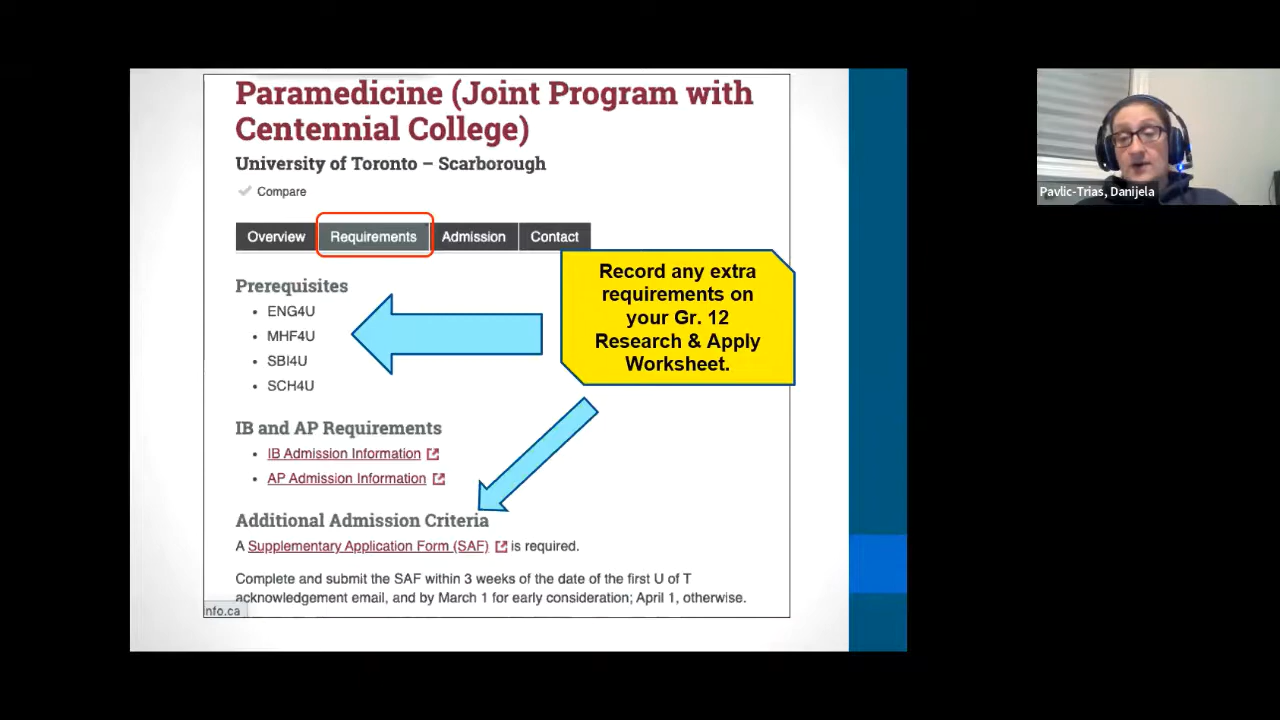 Paramedicine (Joint Program with
Centennial College)
University of Toronto – Scarborough
Compare
Overview
Requirements
Admission
Contact
Prerequisites
• ENG4U
• MHF4U
• SBI4U
• SCH4U
Record any extra
requirements on
your Gr. 12
Research & Apply
Worksheet.
IB and AP Requirements
• IB Admission Information
• AP Admission Information
Additional Admission Criteria
A Supplementary Application Form (SAF) is required.
Complete and submit the SAF within 3 weeks of the date of the first U of T
acknowledgement email, and by March 1 for early consideration; April 1, otherwise.
nfo.ca
Pavlic-Trias, Danijela